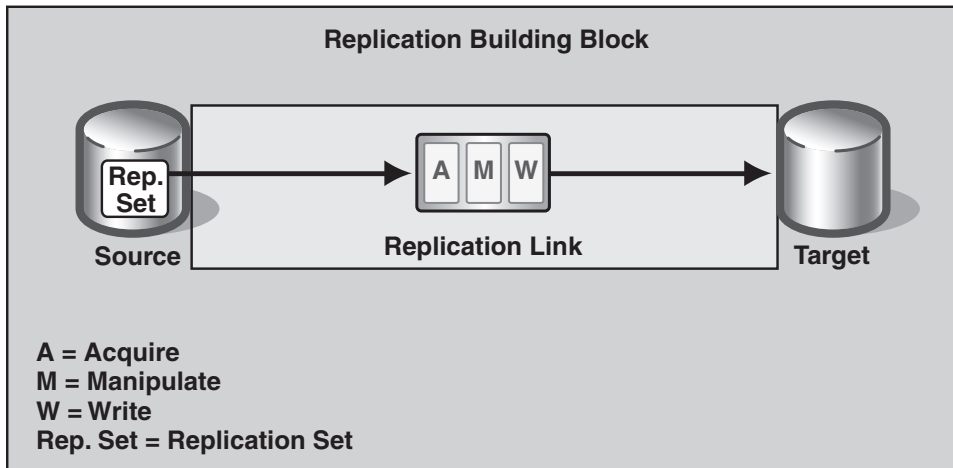 Replication Building Block
Rep.
Set
A M W
Source
Replication Link
Target
A = Acquire
M = Manipulate
W = Write
Rep. Set = Replication Set